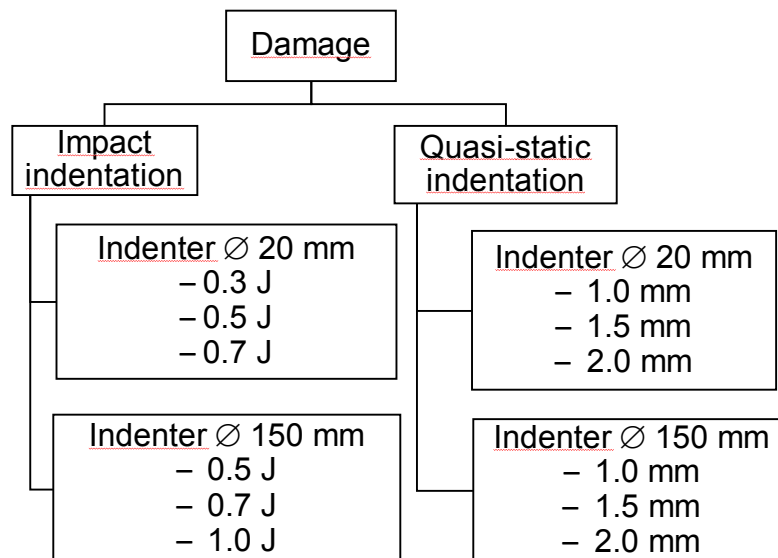 Damage
Impact
indentation
Quasi-static
indentation
Indenter ∅ 20 mm
– 0.3 J
– 0.5 J
– 0.7 J
Indenter ∅ 20 mm
– 1.0 mm
– 1.5 mm
– 2.0 mm
Indenter ∅ 150 mm
– 0.5 J
– 0.7 J
– 1.0 J
Indenter ∅ 150 mm
– 1.0 mm
– 1.5 mm
– 2.0 mm